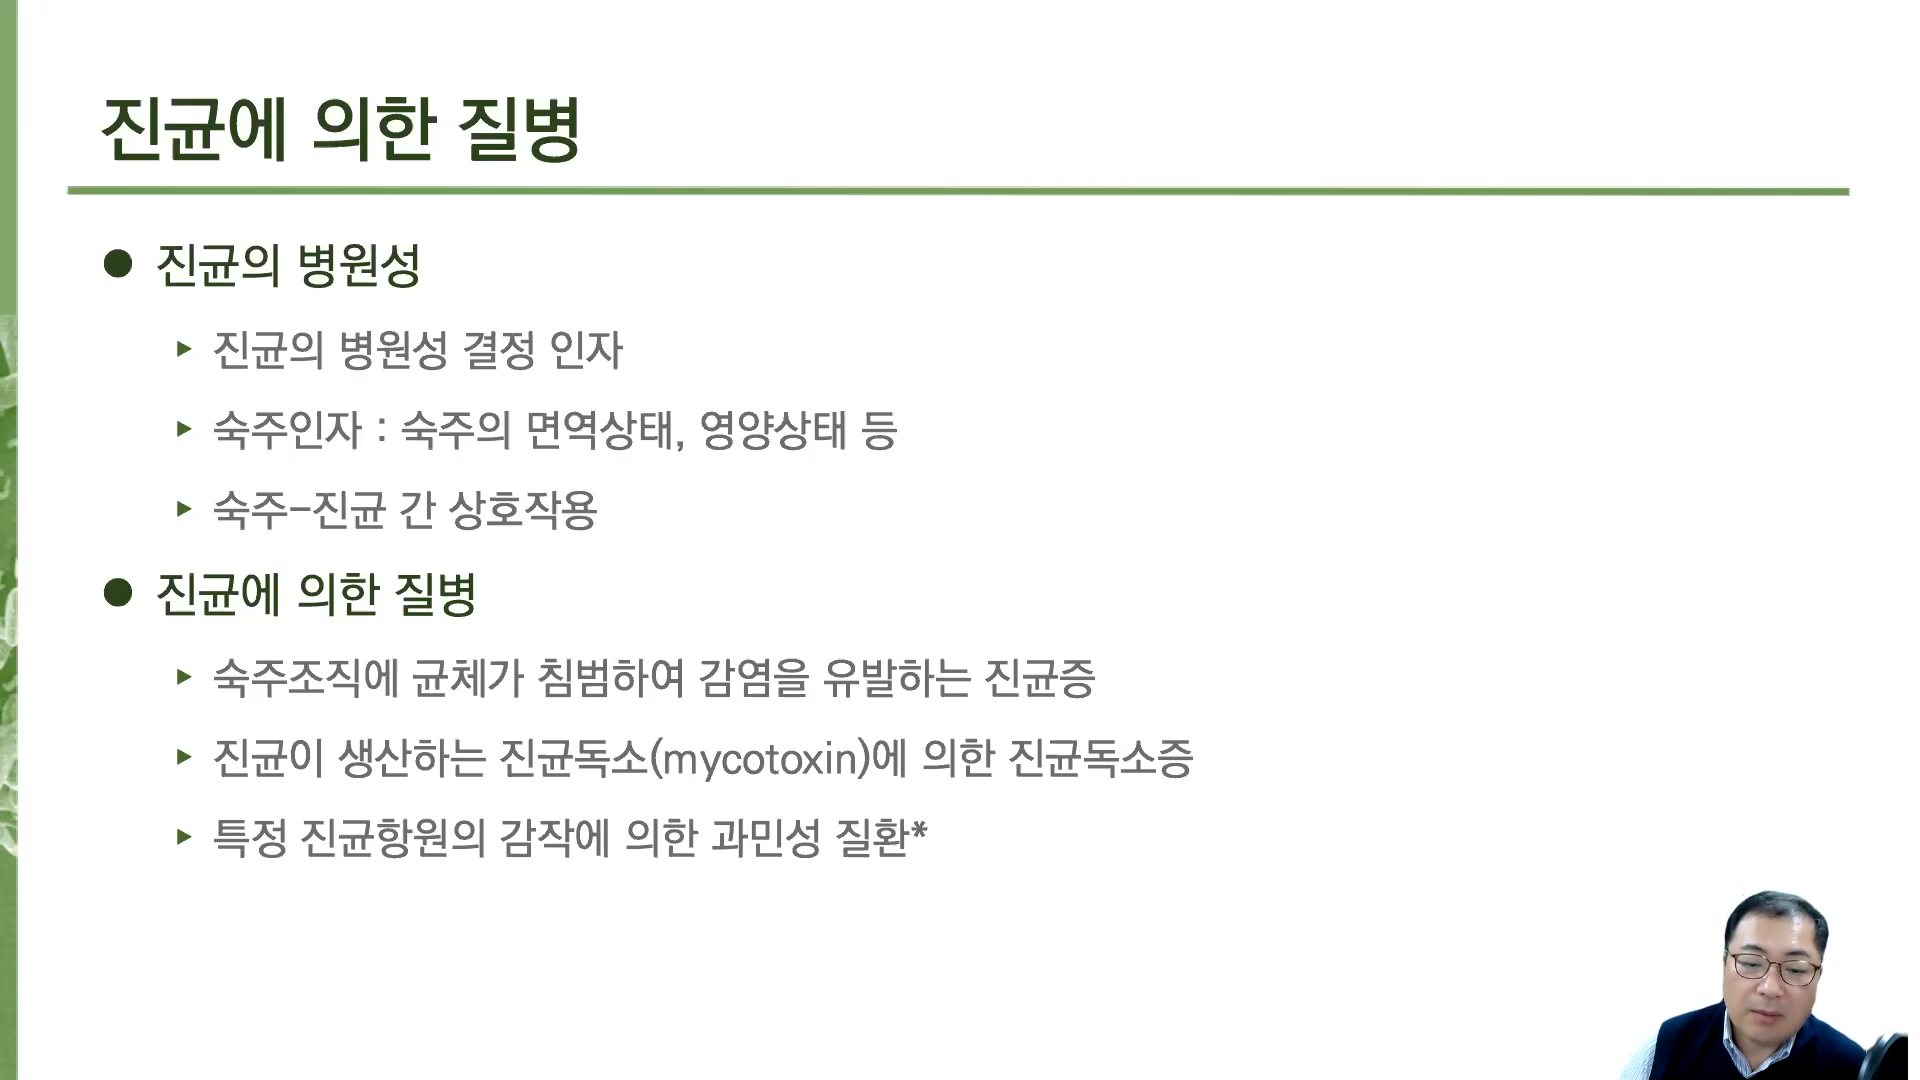 진균에 의한 질병
● 진균의 병원성
▸ 진균의 병원성 결정 인자
▸ 숙주인자 : 숙주의 면역상태, 영양상태 등
▸ 숙주-진균 간 상호작용
● 진균에 의한 질병
▸ 숙주조직에 균체가 침범하여 감염을 유발하는 진균증
▸ 진균이 생산하는 진균독소(mycotoxin)에 의한 진균독소증
▸ 특정 진균항원의 감작에 의한 과민성 질환*